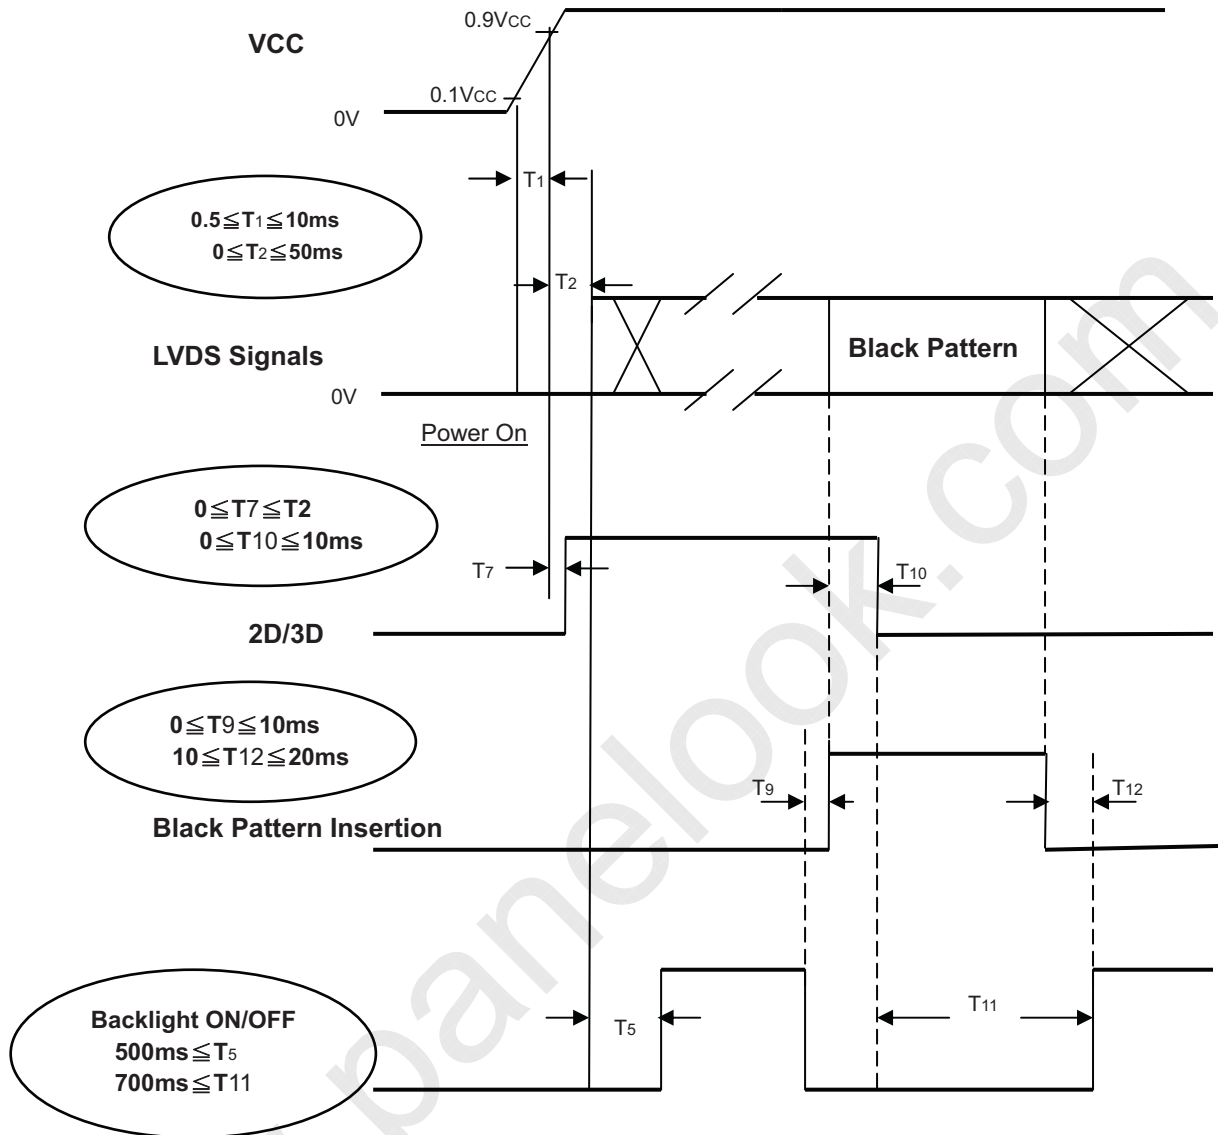 0.9VCC
VCC
0.1VCC
0V
T1
0.5≦T1≦10ms
0≦T2≦50ms
T2
LVDS Signals
Black Pattern
0V
Power On
0≦T7≦T2
0≦T10≦10ms
T7
T10
2D/3D
0≦T9≦10ms
10≦T12≦20ms
T9
T12
Black Pattern Insertion
Backlight ON/OFF
500ms≦T5
700ms≦T11
T5
T11
panelook.com